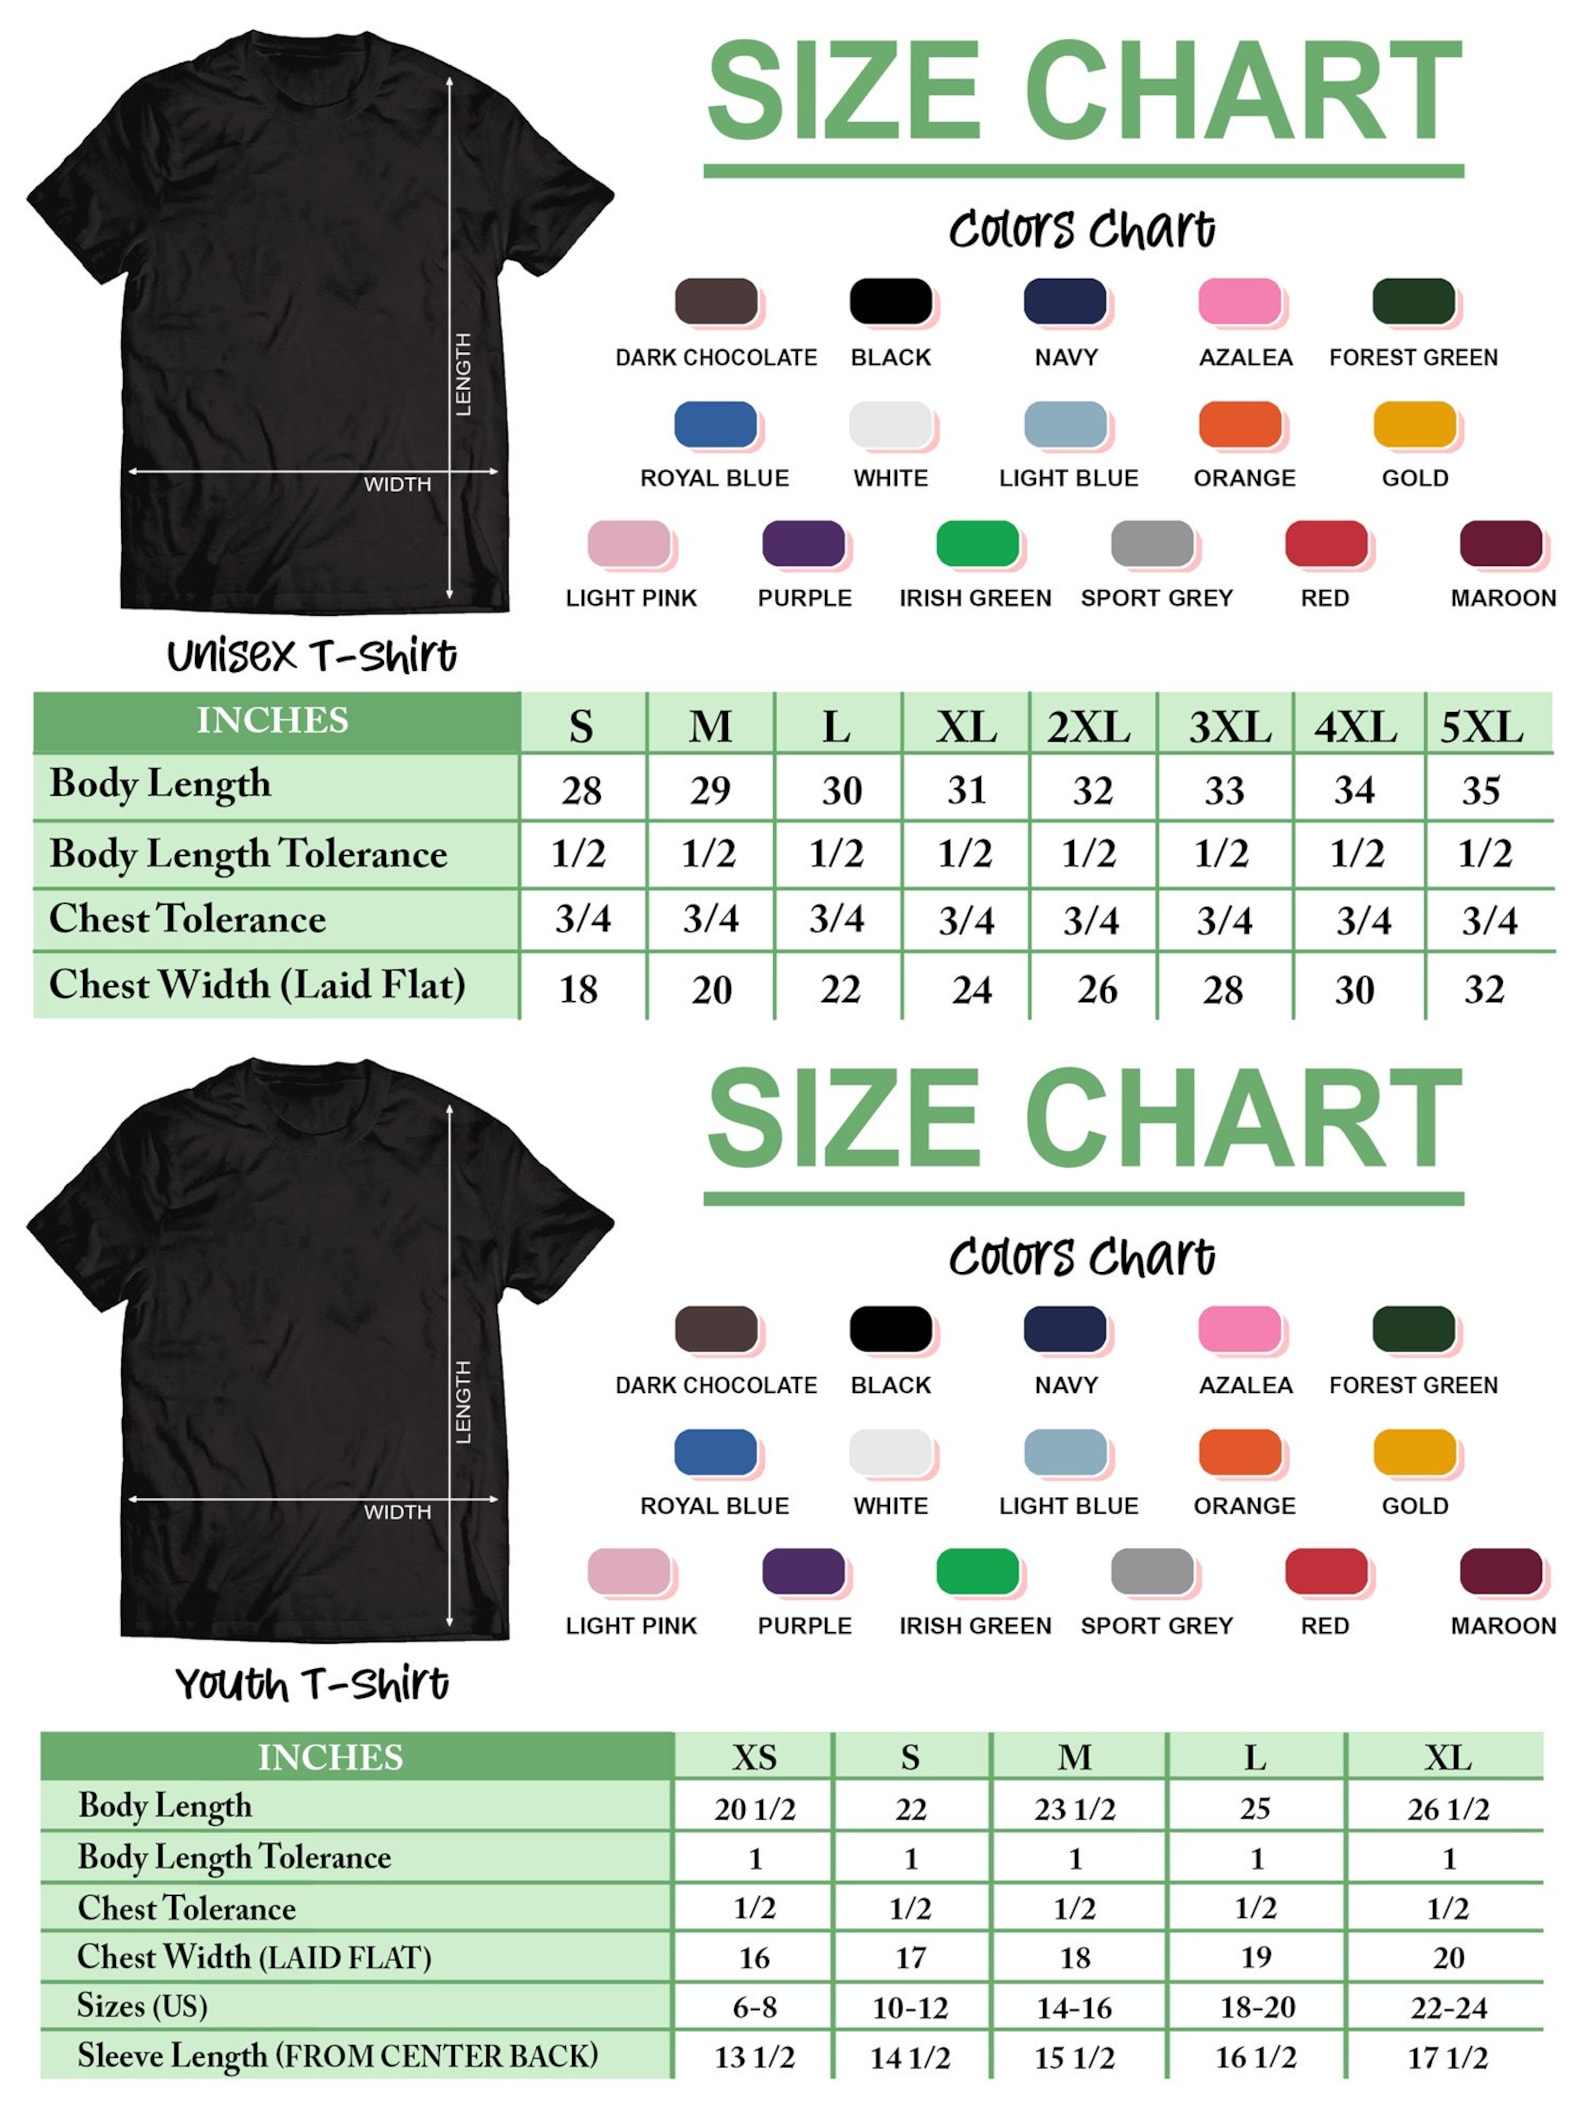 SIZE CHART
Colors Chart
DARK CHOCOLATE BLACK NAVY AZALEA FOREST GREEN
ROYAL BLUE WHITE LIGHT BLUE ORANGE GOLD
LIGHT PINK PURPLE IRISH GREEN SPORT GREY RED MAROON
LENGTH
WIDTH
Unisex T-Shirt
INCHES S M L XL 2XL 3XL 4XL 5XL
Body Length 28 29 30 31 32 33 34 35
Body Length Tolerance 1/2 1/2 1/2 1/2 1/2 1/2 1/2 1/2
Chest Tolerance 3/4 3/4 3/4 3/4 3/4 3/4 3/4 3/4
Chest Width (Laid Flat) 18 20 22 24 26 28 30 32
SIZE CHART
Colors Chart
DARK CHOCOLATE BLACK NAVY AZALEA FOREST GREEN
ROYAL BLUE WHITE LIGHT BLUE ORANGE GOLD
LIGHT PINK PURPLE IRISH GREEN SPORT GREY RED MAROON
LENGTH
WIDTH
Youth T-Shirt
INCHES XS S M L XL
Body Length 20 1/2 22 23 1/2 25 26 1/2
Body Length Tolerance 1 1 1 1 1
Chest Tolerance 1/2 1/2 1/2 1/2 1/2
Chest Width (LAID FLAT) 16 17 18 19 20
Sizes (US) 6-8 10-12 14-16 18-20 22-24
Sleeve Length (FROM CENTER BACK) 13 1/2 14 1/2 15 1/2 16 1/2 17 1/2